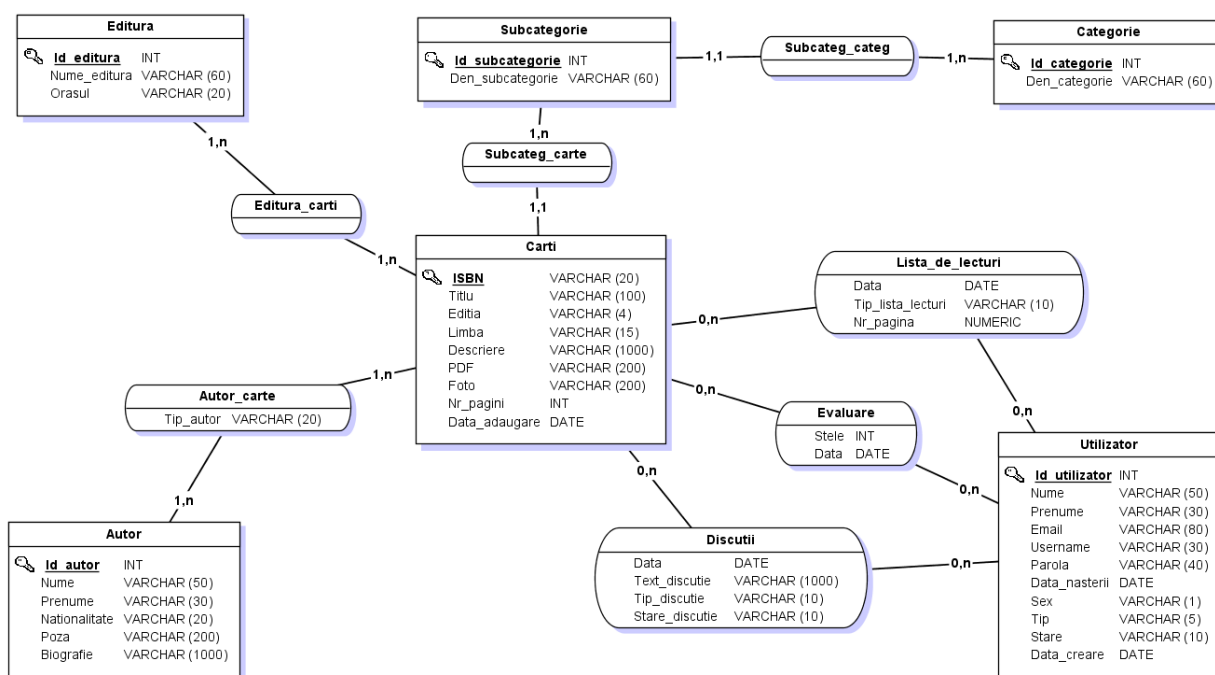 Editura
Id_editura INT
Nume_editura VARCHAR (60)
Orasul VARCHAR (20)
Subcategorie
Id_subcategorie INT
Den_subcategorie VARCHAR (60)
1,1
Subcateg_categ
1,n
Categorie
Id_categorie INT
Den_categorie VARCHAR (60)
1,n
Subcateg_carte
1,1
1,n
Editura_carti
1,n
Carti
ISBN VARCHAR (20)
Titlu VARCHAR (100)
Editia VARCHAR (4)
Limba VARCHAR (15)
Descriere VARCHAR (1000)
PDF VARCHAR (200)
Foto VARCHAR (200)
Nr_pagini INT
Data_adaugare DATE
0,n
Lista_de_lecturi
Data DATE
Tip_lista_lecturi VARCHAR (10)
Nr_pagina NUMERIC
0,n
1,n
Autor_carte
Tip_autor VARCHAR (20)
1,n
0,n
Evaluare
Stele INT
Data DATE
0,n
Autor
Id_autor INT
Nume VARCHAR (50)
Prenume VARCHAR (30)
Nationalitate VARCHAR (20)
Poza VARCHAR (200)
Biografie VARCHAR (1000)
0,n
Discutii
Data DATE
Text_discutie VARCHAR (1000)
Tip_discutie VARCHAR (10)
Stare_discutie VARCHAR (10)
0,n
Utilizator
Id_utilizator INT
Nume VARCHAR (50)
Prenume VARCHAR (30)
Email VARCHAR (80)
Username VARCHAR (30)
Parola VARCHAR (40)
Data_nasterii DATE
Sex VARCHAR (1)
Tip VARCHAR (5)
Stare VARCHAR (10)
Data_creare DATE